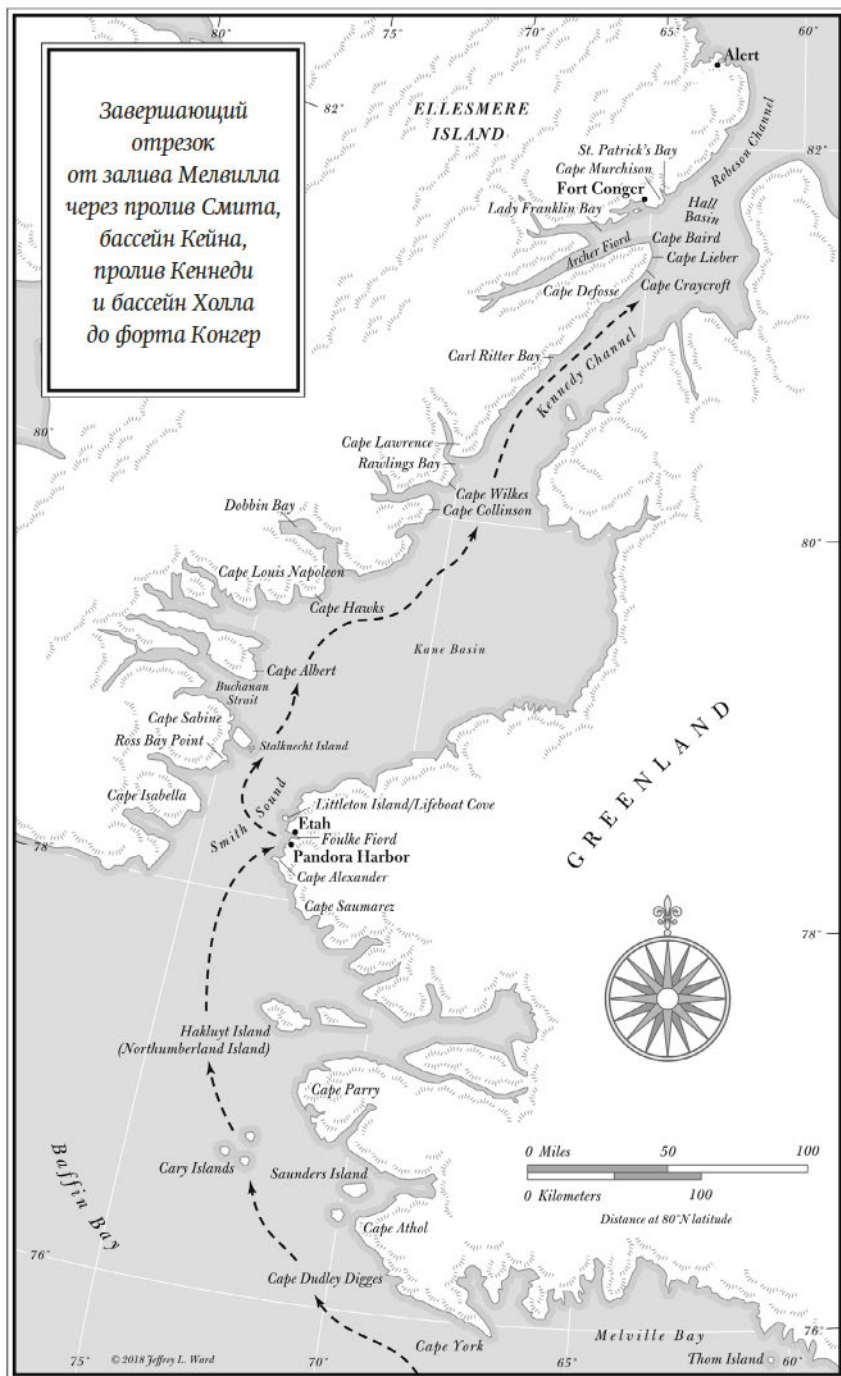 80°
75°
70°
65°
60°
Завершающий
отрезок
от залива Мелвилла
через пролив Смита,
бассейн Кейна,
пролив Кеннеди
и бассейн Холла
до форта Конгер
82°
ELLESMERE
ISLAND
Alert
82°
Robeson Channel
St. Patrick's Bay
Cape Murchison
Fort Conger
Hall
Basin
Lady Franklin Bay
Archer Fiord
Cape Baird
Cape Lieber
Cape Defosse
Cape Craycroft
Carl Ritter Bay
Kennedy Channel
80°
Cape Lawrence
Rawlings Bay
Cape Wilkes
Cape Collinson
Dobbin Bay
80°
Cape Louis Napoleon
Cape Hawks
Kane Basin
Cape Albert
Buchanan
Strait
Cape Sabine
Stalknecht Island
Ross Bay Point
Cape Isabella
Smith Sound
GREENLAND
Littleton Island/Lifeboat Cove
Etah
Foulke Fiord
Pandora Harbor
78°
Cape Alexander
Cape Saumarez
78°
Hakluyt Island
(Northumberland Island)
Cape Parry
Baffin Bay
Cary Islands
Saunders Island
0 Miles 50 100
0 Kilometers 100
Distance at 80°N latitude
Cape Athol
76°
Cape Dudley Digges
Cape York
Melville Bay
76°
Thom Island
75°
© 2018 Jeffrey L. Ward
70°
65°
60°